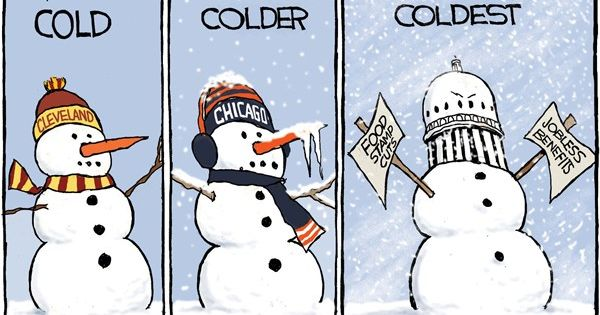 COLD
COLDER
COLDEST
CLEVELAND
CHICAGO
FOOD
STAMP
CUTS
JOBLESS
BENEFITS